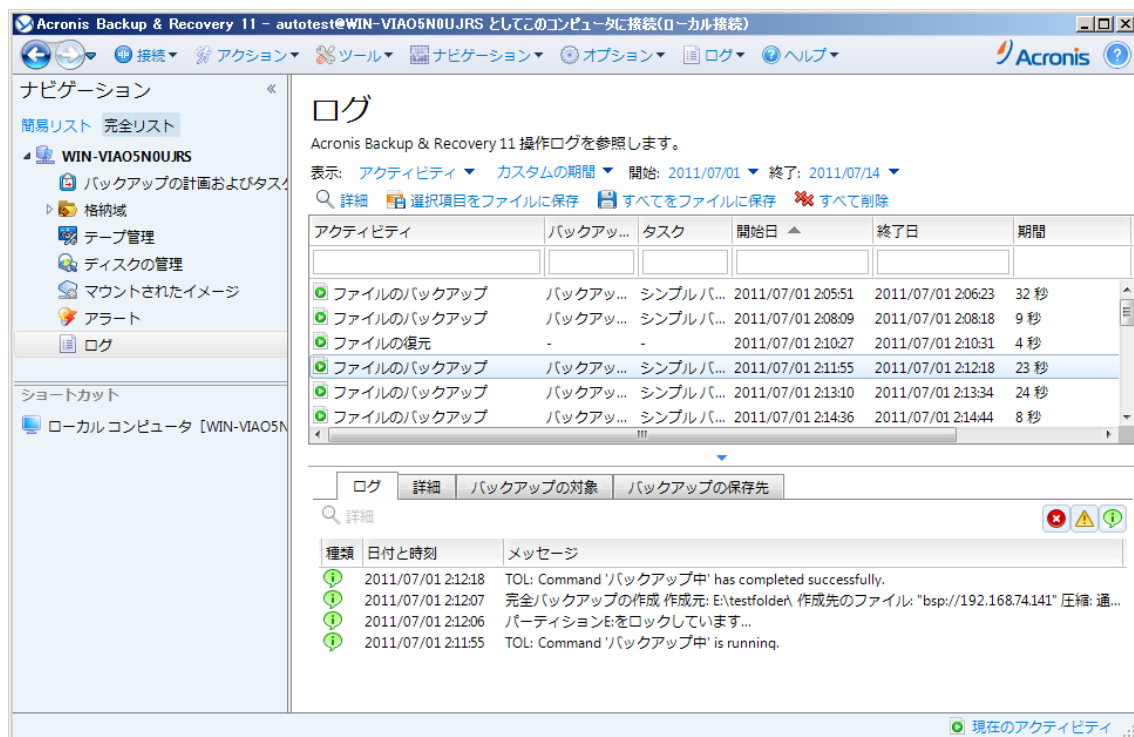 Acronis Backup & Recovery 11 - autotest@WIN-VIAO5N0UJRS としてこのコンピュータに接続(ローカル接続)
接続 アクション ツール ナビゲーション オプション ログ ヘルプ Acronis
ナビゲーション
簡易リスト 完全リスト
WIN-VIAO5N0UJRS
バックアップの計画およびタスク
格納域
テープ管理
ディスクの管理
マウントされたイメージ
アラート
ログ
ショートカット
ローカル コンピュータ [WIN-VIAO5N
ログ
Acronis Backup & Recovery 11 操作ログを参照します。
表示: アクティビティ カスタムの期間 開始: 2011/07/01 終了: 2011/07/14
詳細 選択項目をファイルに保存 すべてをファイルに保存 すべて削除
アクティビティ バックアッ... タスク 開始日 終了日 期間
ファイルのバックアップ バックアッ... シンプル バ... 2011/07/01 2:05:51 2011/07/01 2:06:23 32 秒
ファイルのバックアップ バックアッ... シンプル バ... 2011/07/01 2:08:09 2011/07/01 2:08:18 9 秒
ファイルの復元 - - 2011/07/01 2:10:27 2011/07/01 2:10:31 4 秒
ファイルのバックアップ バックアッ... シンプル バ... 2011/07/01 2:11:55 2011/07/01 2:12:18 23 秒
ファイルのバックアップ バックアッ... シンプル バ... 2011/07/01 2:13:10 2011/07/01 2:13:34 24 秒
ファイルのバックアップ バックアッ... シンプル バ... 2011/07/01 2:14:36 2011/07/01 2:14:44 8 秒
ログ 詳細 バックアップの対象 バックアップの保存先
詳細
種類 日付と時刻 メッセージ
2011/07/01 2:12:18 TOL: Command 'バックアップ中' has completed successfully.
2011/07/01 2:12:07 完全バックアップの作成 作成元: E:\testfolder\ 作成先のファイル: "bsp://192.168.74.141" 圧縮: 通...
2011/07/01 2:12:06 パーティションE:をロックしています...
2011/07/01 2:11:55 TOL: Command 'バックアップ中' is running.
現在のアクティビティ